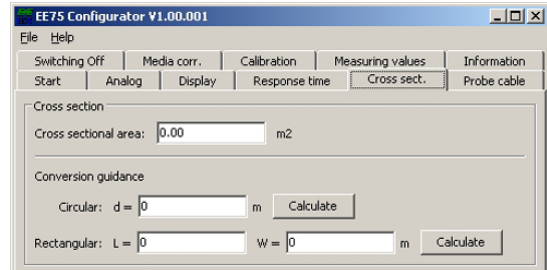 EE75 Configurator V1.00.001
File Help
Switching Off Media corr. Calibration Measuring values Information
Start Analog Display Response time Cross sect. Probe cable
Cross section
Cross sectional area: 0.00 m2
Conversion guidance
Circular: d = 0 m Calculate
Rectangular: L = 0 W = 0 m Calculate